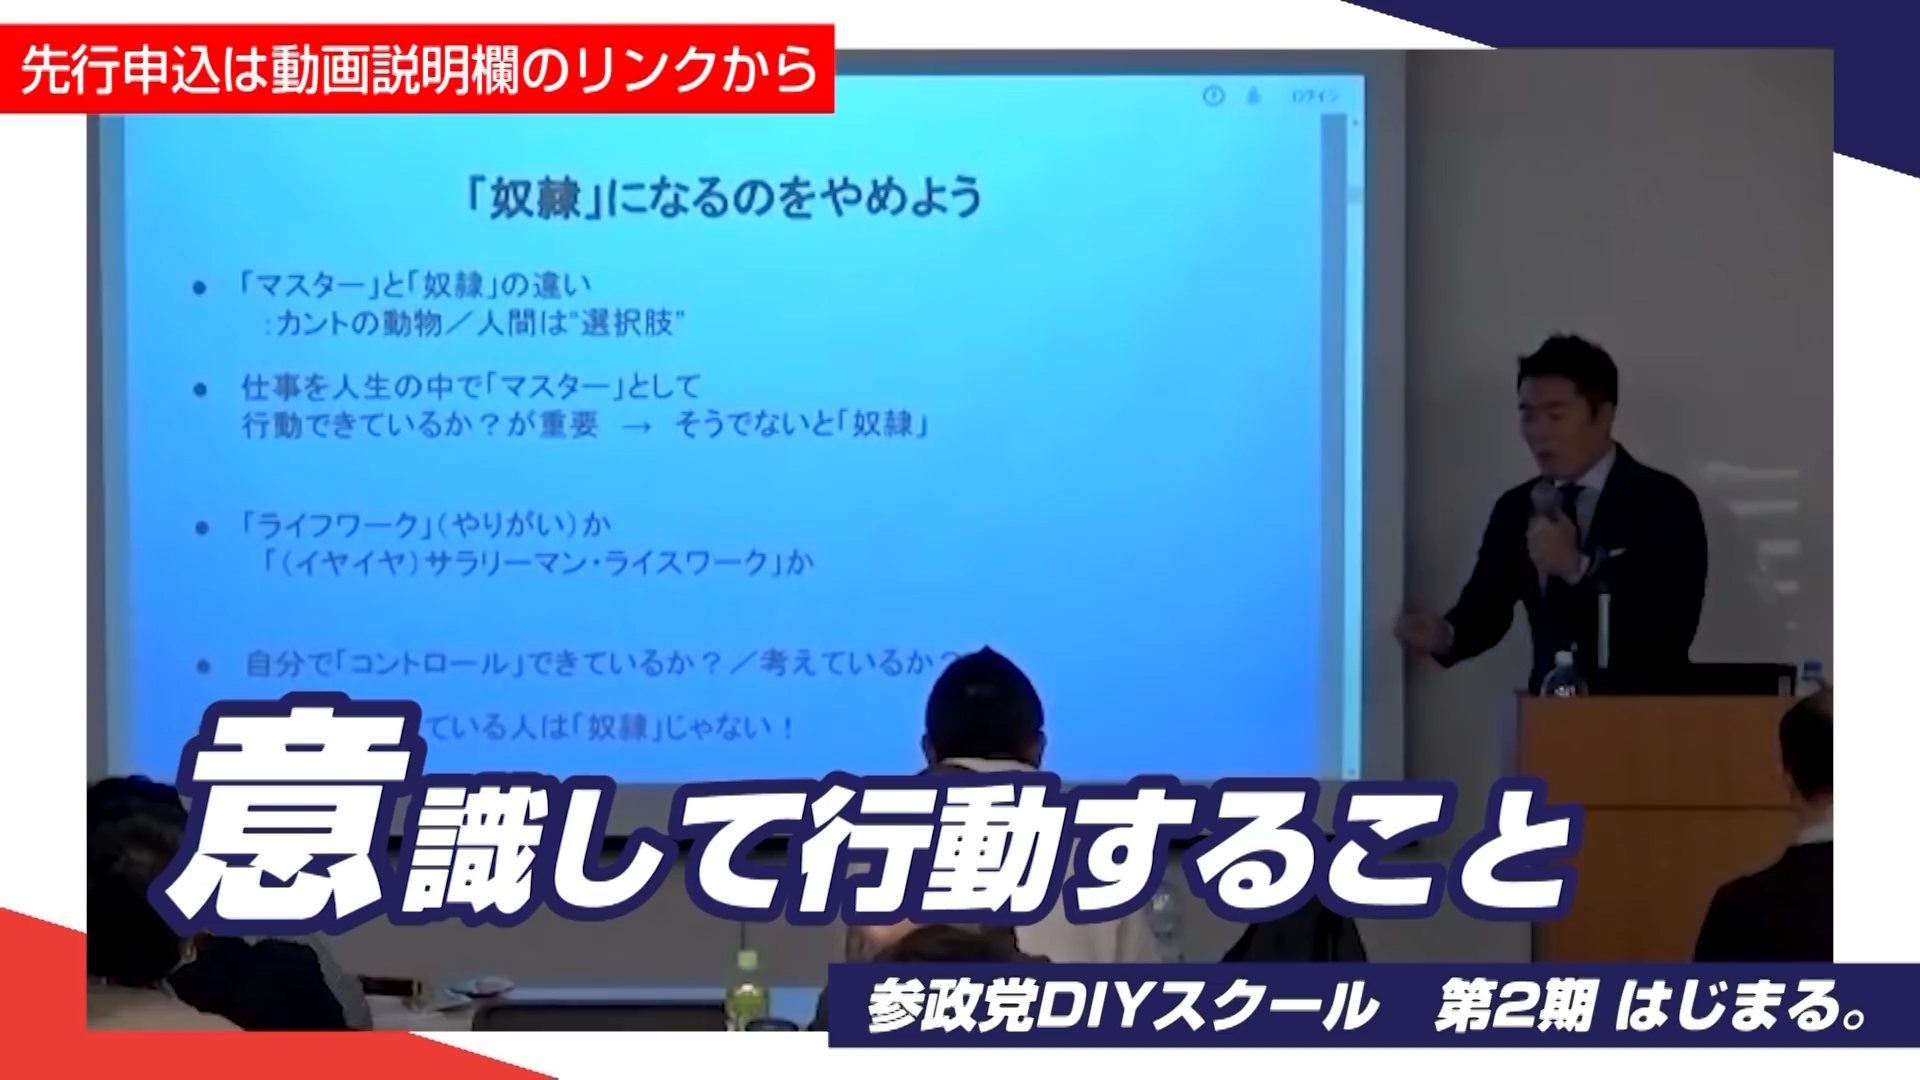 先行申込は動画説明欄のリンクから
ログイン
「奴隷」になるのをやめよう
● 「マスター」と「奴隷」の違い
：カントの動物／人間は“選択肢”
● 仕事を人生の中で「マスター」として
行動できているか？が重要 → そうでないと「奴隷」
● 「ライフワーク」（やりがい）か
「（イヤイヤ）サラリーマン・ライスワーク」か
● 自分で「コントロール」できているか？／考えているか？
ている人は「奴隷」じゃない！
意識して行動すること
参政党DIYスクール 第2期 はじまる。